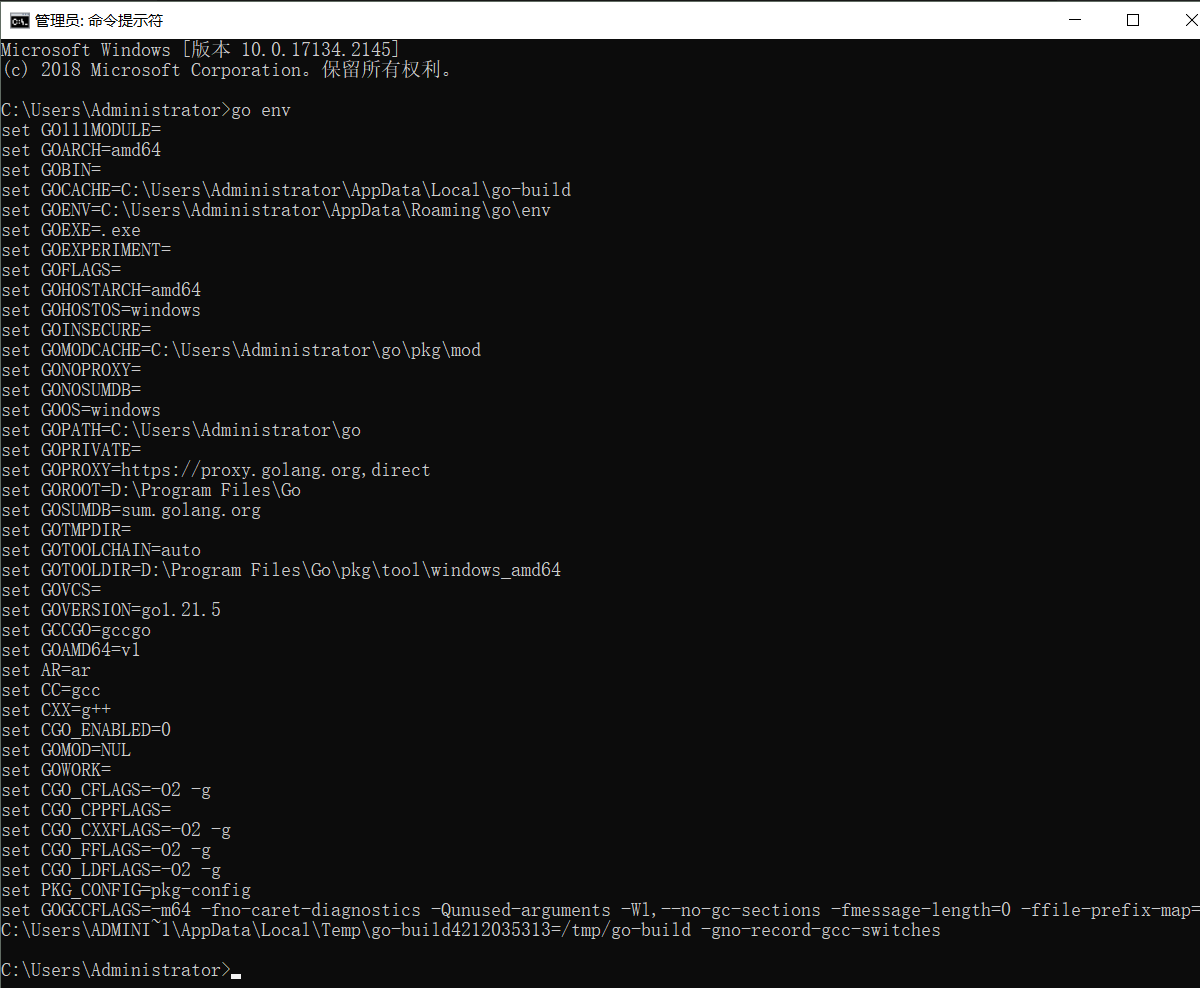 管理员: 命令提示符
Microsoft Windows [版本 10.0.17134.2145]
(c) 2018 Microsoft Corporation。保留所有权利。
C:\Users\Administrator>go env
set GO111MODULE=
set GOARCH=amd64
set GOBIN=
set GOCACHE=C:\Users\Administrator\AppData\Local\go-build
set GOENV=C:\Users\Administrator\AppData\Roaming\go\env
set GOEXE=.exe
set GOEXPERIMENT=
set GOFLAGS=
set GOHOSTARCH=amd64
set GOHOSTOS=windows
set GOINSECURE=
set GOMODCACHE=C:\Users\Administrator\go\pkg\mod
set GONOPROXY=
set GONOSUMDB=
set GOOS=windows
set GOPATH=C:\Users\Administrator\go
set GOPRIVATE=
set GOPROXY=https://proxy.golang.org,direct
set GOROOT=D:\Program Files\Go
set GOSUMDB=sum.golang.org
set GOTMPDIR=
set GOTOOLCHAIN=auto
set GOTOOLDIR=D:\Program Files\Go\pkg\tool\windows_amd64
set GOVCS=
set GOVERSION=go1.21.5
set GCCGO=gccgo
set GOAMD64=v1
set AR=ar
set CC=gcc
set CXX=g++
set CGO_ENABLED=0
set GOMOD=NUL
set GOWORK=
set CGO_CFLAGS=-O2 -g
set CGO_CPPFLAGS=
set CGO_CXXFLAGS=-O2 -g
set CGO_FFLAGS=-O2 -g
set CGO_LDFLAGS=-O2 -g
set PKG_CONFIG=pkg-config
set GOGCCFLAGS=-m64 -fno-caret-diagnostics -Qunused-arguments -Wl,--no-gc-sections -fmessage-length=0 -ffile-prefix-map=
C:\Users\ADMINI~1\AppData\Local\Temp\go-build4212035313=/tmp/go-build -gno-record-gcc-switches
C:\Users\Administrator>